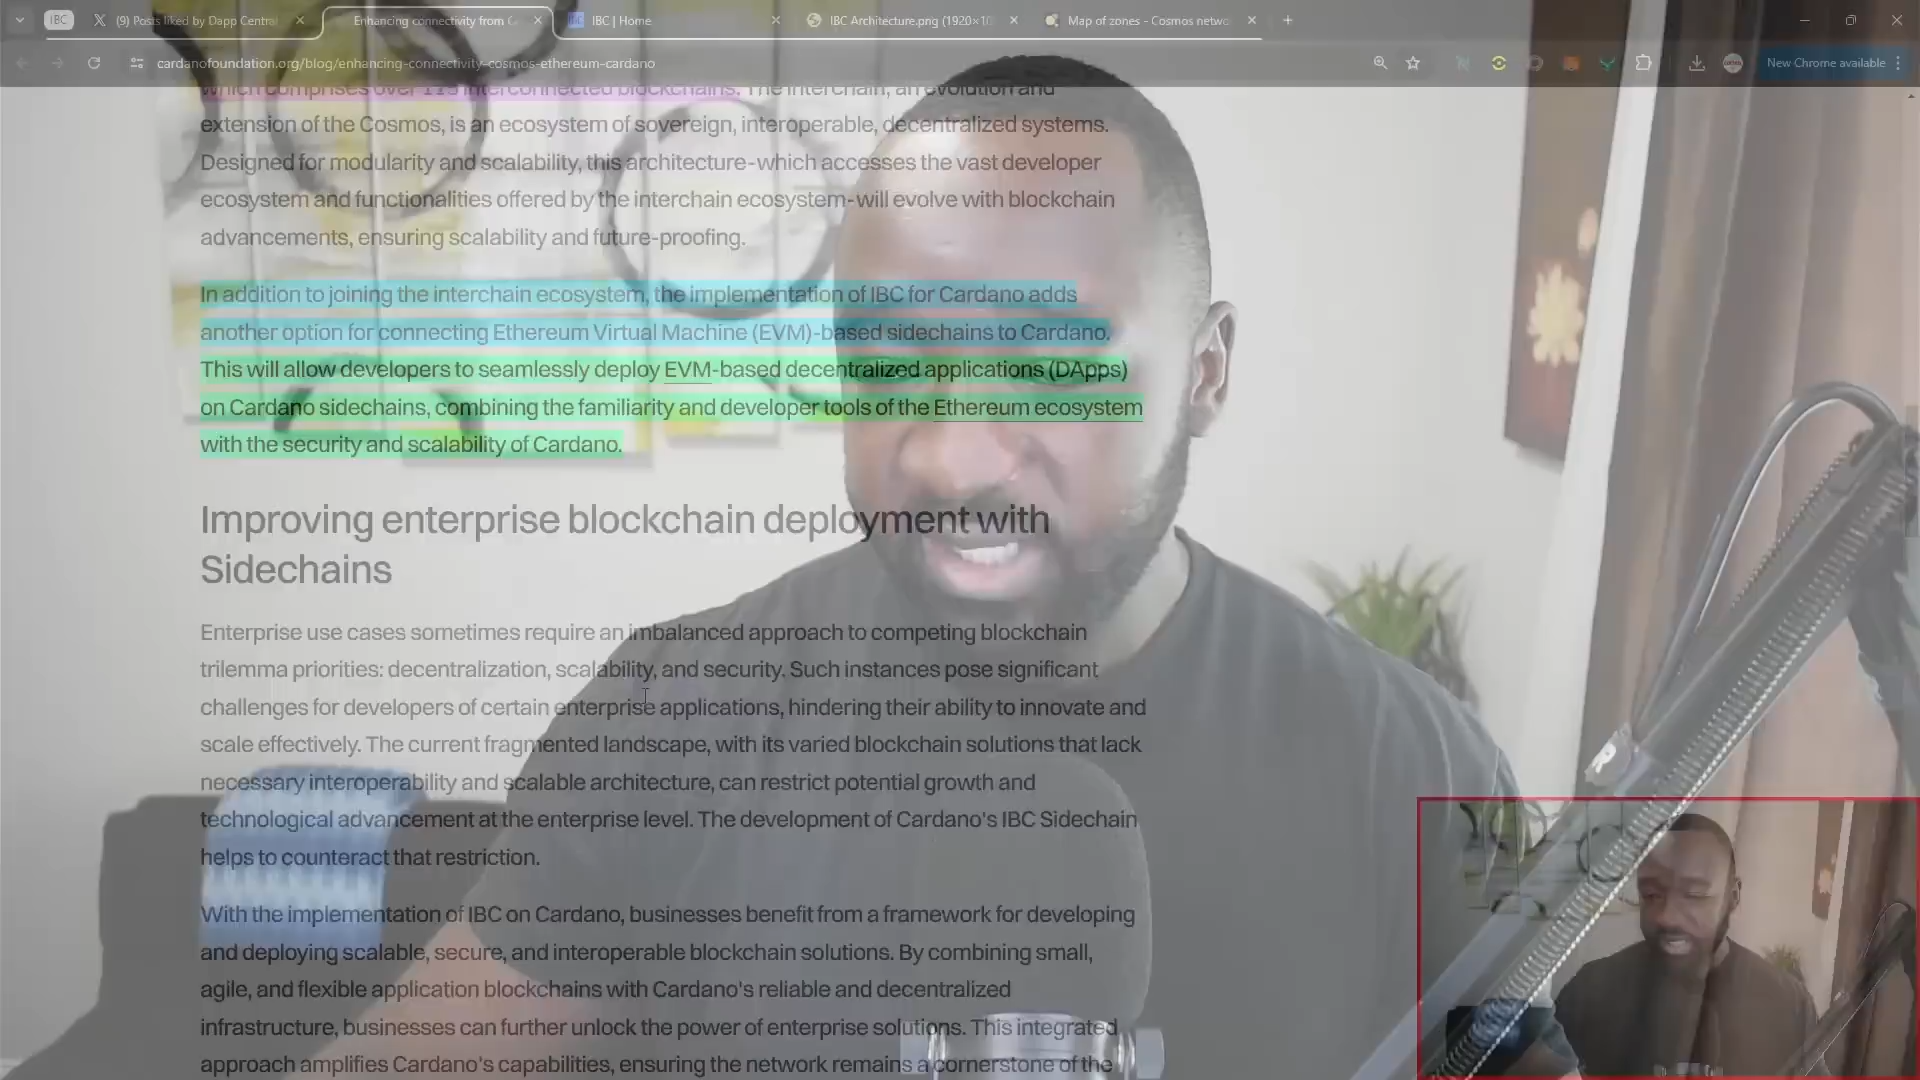 IBC
(9) Posts liked by Dapp Central
Enhancing connectivity from C
IBC | Home
IBC Architecture.png (1920×10
Map of zones - Cosmos netwo
cardanofoundation.org/blog/enhancing-connectivity-cosmos-ethereum-cardano
New Chrome available
which comprises over 115 interconnected blockchains. The interchain, an evolution and
extension of the Cosmos, is an ecosystem of sovereign, interoperable, decentralized systems.
Designed for modularity and scalability, this architecture-which accesses the vast developer
ecosystem and functionalities offered by the interchain ecosystem-will evolve with blockchain
advancements, ensuring scalability and future-proofing.
In addition to joining the interchain ecosystem, the implementation of IBC for Cardano adds
another option for connecting Ethereum Virtual Machine (EVM)-based sidechains to Cardano.
This will allow developers to seamlessly deploy EVM-based decentralized applications (DApps)
on Cardano sidechains, combining the familiarity and developer tools of the Ethereum ecosystem
with the security and scalability of Cardano.
Improving enterprise blockchain deployment with
Sidechains
Enterprise use cases sometimes require an imbalanced approach to competing blockchain
trilemma priorities: decentralization, scalability, and security. Such instances pose significant
challenges for developers of certain enterprise applications, hindering their ability to innovate and
scale effectively. The current fragmented landscape, with its varied blockchain solutions that lack
necessary interoperability and scalable architecture, can restrict potential growth and
technological advancement at the enterprise level. The development of Cardano's IBC Sidechain
helps to counteract that restriction.
With the implementation of IBC on Cardano, businesses benefit from a framework for developing
and deploying scalable, secure, and interoperable blockchain solutions. By combining small,
agile, and flexible application blockchains with Cardano's reliable and decentralized
infrastructure, businesses can further unlock the power of enterprise solutions. This integrated
approach amplifies Cardano's capabilities, ensuring the network remains a cornerstone of the